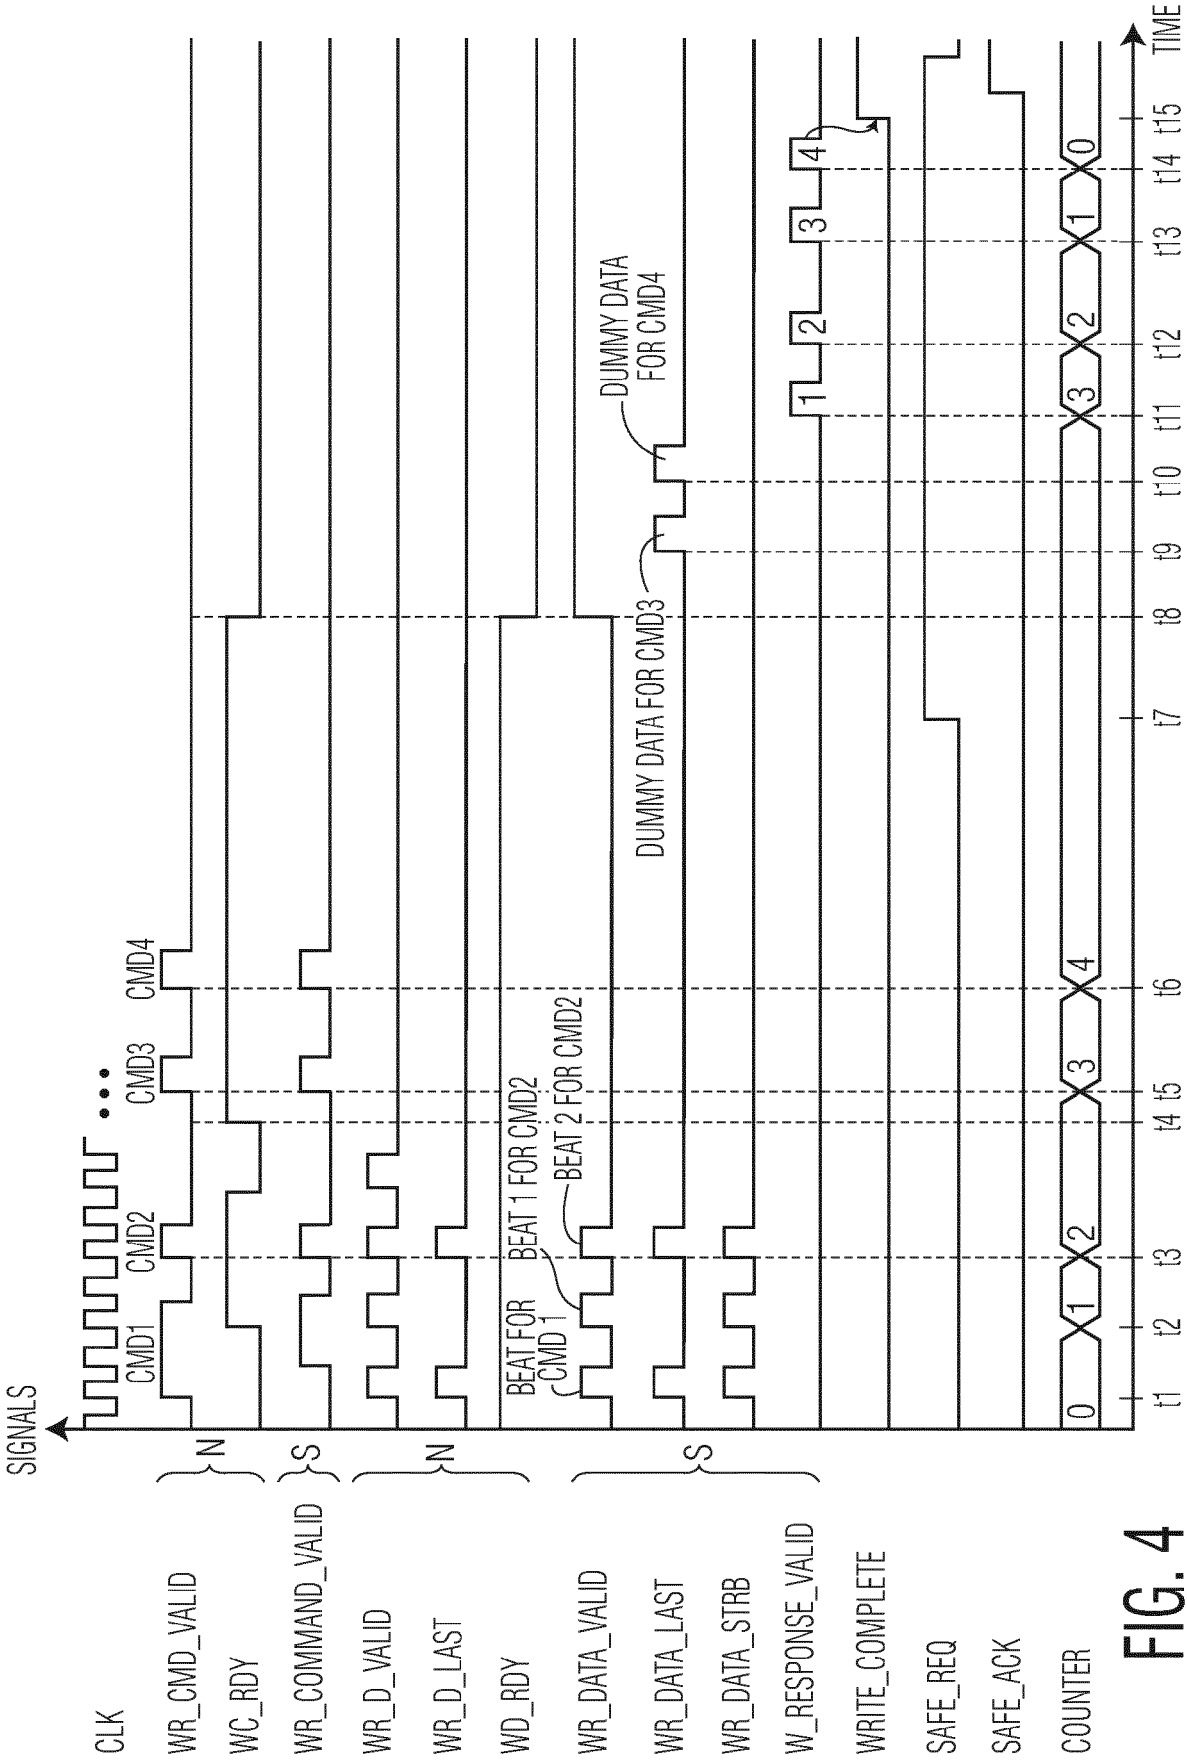 SIGNALS
CLK
WR_CMD_VALID
N
CMD1
CMD2
CMD3
CMD4
WC_RDY
WR_COMMAND_VALID
S
WR_D_VALID
N
WR_D_LAST
WD_RDY
BEAT FOR
CMD 1
BEAT 1 FOR CMD2
BEAT 2 FOR CMD2
WR_DATA_VALID
S
WR_DATA_LAST
DUMMY DATA FOR CMD3
DUMMY DATA
FOR CMD4
WR_DATA_STRB
W_RESPONSE_VALID
1
2
3
4
WRITE_COMPLETE
SAFE_REQ
SAFE_ACK
COUNTER
0
1
2
3
4
3
2
1
0
t1
t2
t3
t4
t5
t6
t7
t8
t9
t10
t11
t12
t13
t14
t15
TIME
FIG. 4